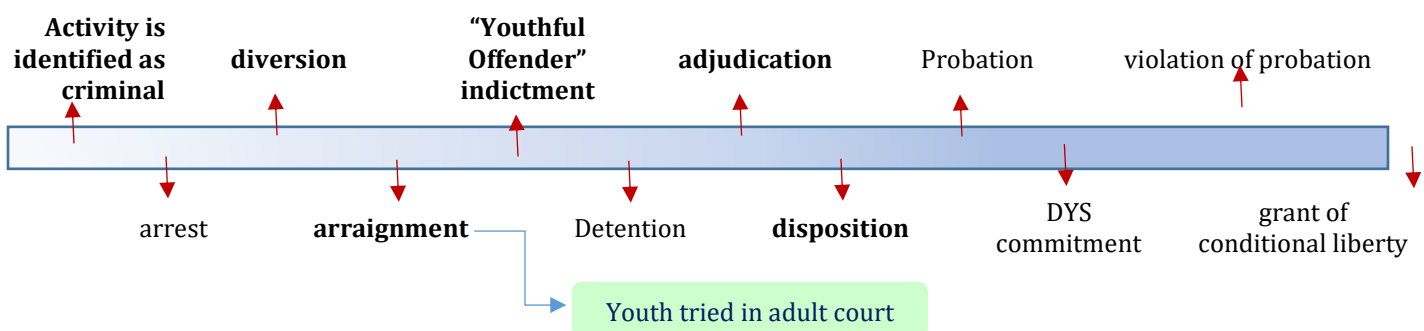 Activity is
identified as
criminal
diversion
“Youthful
Offender”
indictment
adjudication
Probation
violation of probation
arrest
arraignment
Detention
disposition
DYS
commitment
grant of
conditional liberty
Youth tried in adult court